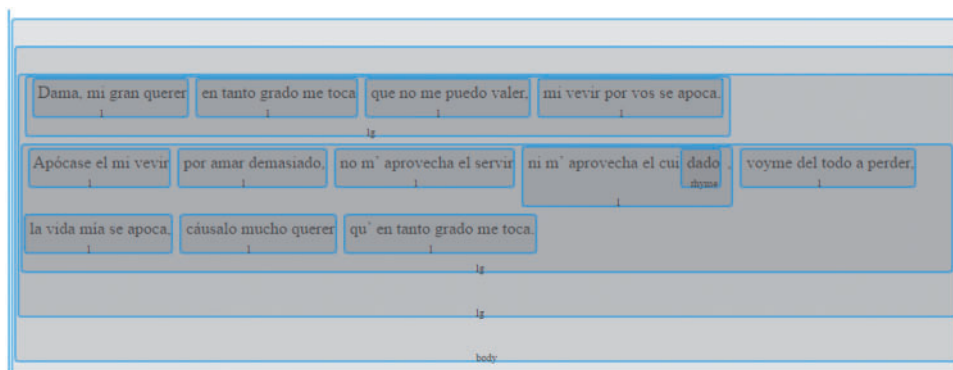 Dama, mi gran querer en tanto grado me toca que no me puedo valer, mi vevir por vos se apoca.
l l l l
lg
Apócase el mi vevir por amar demasiado, no m' aprovecha el servir ni m' aprovecha el cuidado , voyme del todo a perder,
l l l rhyme l
l
la vida mía se apoca, cáusalo mucho querer qu' en tanto grado me toca.
l l l
lg
lg
body